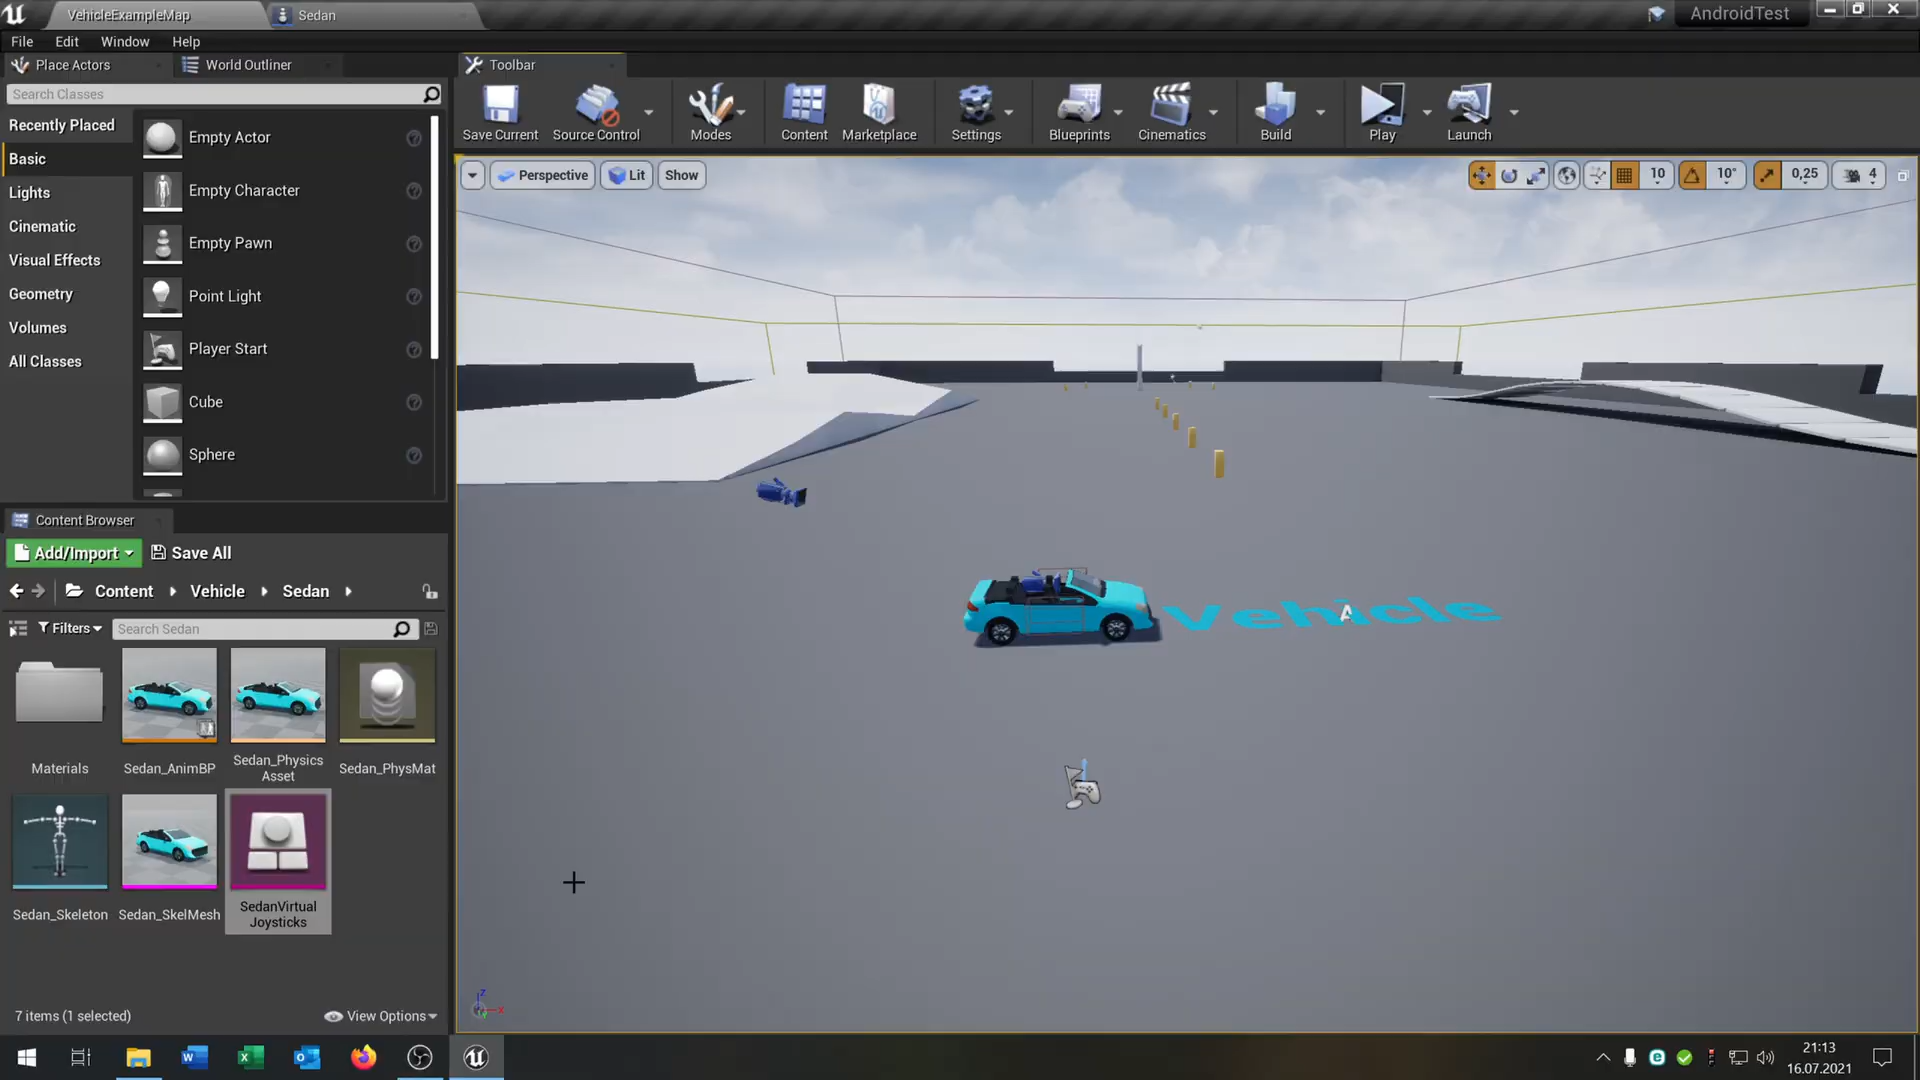 VehicleExampleMap
Sedan
AndroidTest
File Edit Window Help
Place Actors
World Outliner
Toolbar
Search Classes
Recently Placed
Basic
Lights
Cinematic
Visual Effects
Geometry
Volumes
All Classes
Empty Actor
Empty Character
Empty Pawn
Point Light
Player Start
Cube
Sphere
Save Current
Source Control
Modes
Content
Marketplace
Settings
Blueprints
Cinematics
Build
Play
Launch
Perspective
Lit
Show
10
10°
0,25
4
Vehicle
A
Content Browser
Add/Import
Save All
Content
Vehicle
Sedan
Filters
Search Sedan
Materials
Sedan_AnimBP
Sedan_Physics
Asset
Sedan_PhysMat
Sedan_Skeleton
Sedan_SkelMesh
SedanVirtual
Joysticks
7 items (1 selected)
View Options
Z
X
21:13
16.07.2021